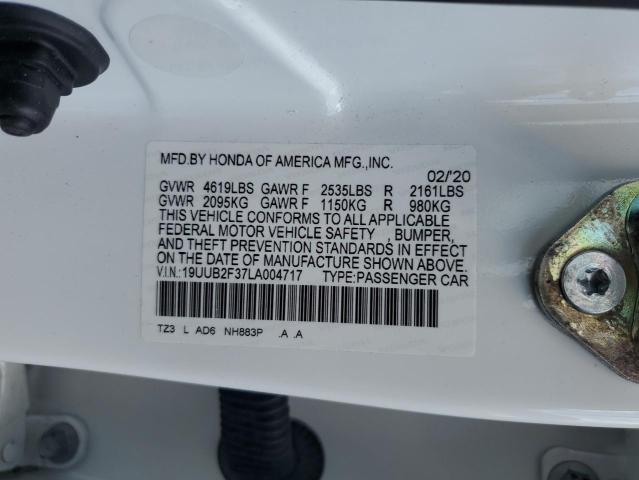 MFD.BY HONDA OF AMERICA MFG.,INC. 02/'20
GVWR 4619LBS GAWR F 2535LBS R 2161LBS
GVWR 2095KG GAWR F 1150KG R 980KG
THIS VEHICLE CONFORMS TO ALL APPLICABLE
FEDERAL MOTOR VEHICLE SAFETY , BUMPER,
AND THEFT PREVENTION STANDARDS IN EFFECT
ON THE DATE OF MANUFACTURE SHOWN ABOVE.
V.I.N.:19UUB2F37LA004717 TYPE:PASSENGER CAR
TZ3 L AD6 NH883P .A .A